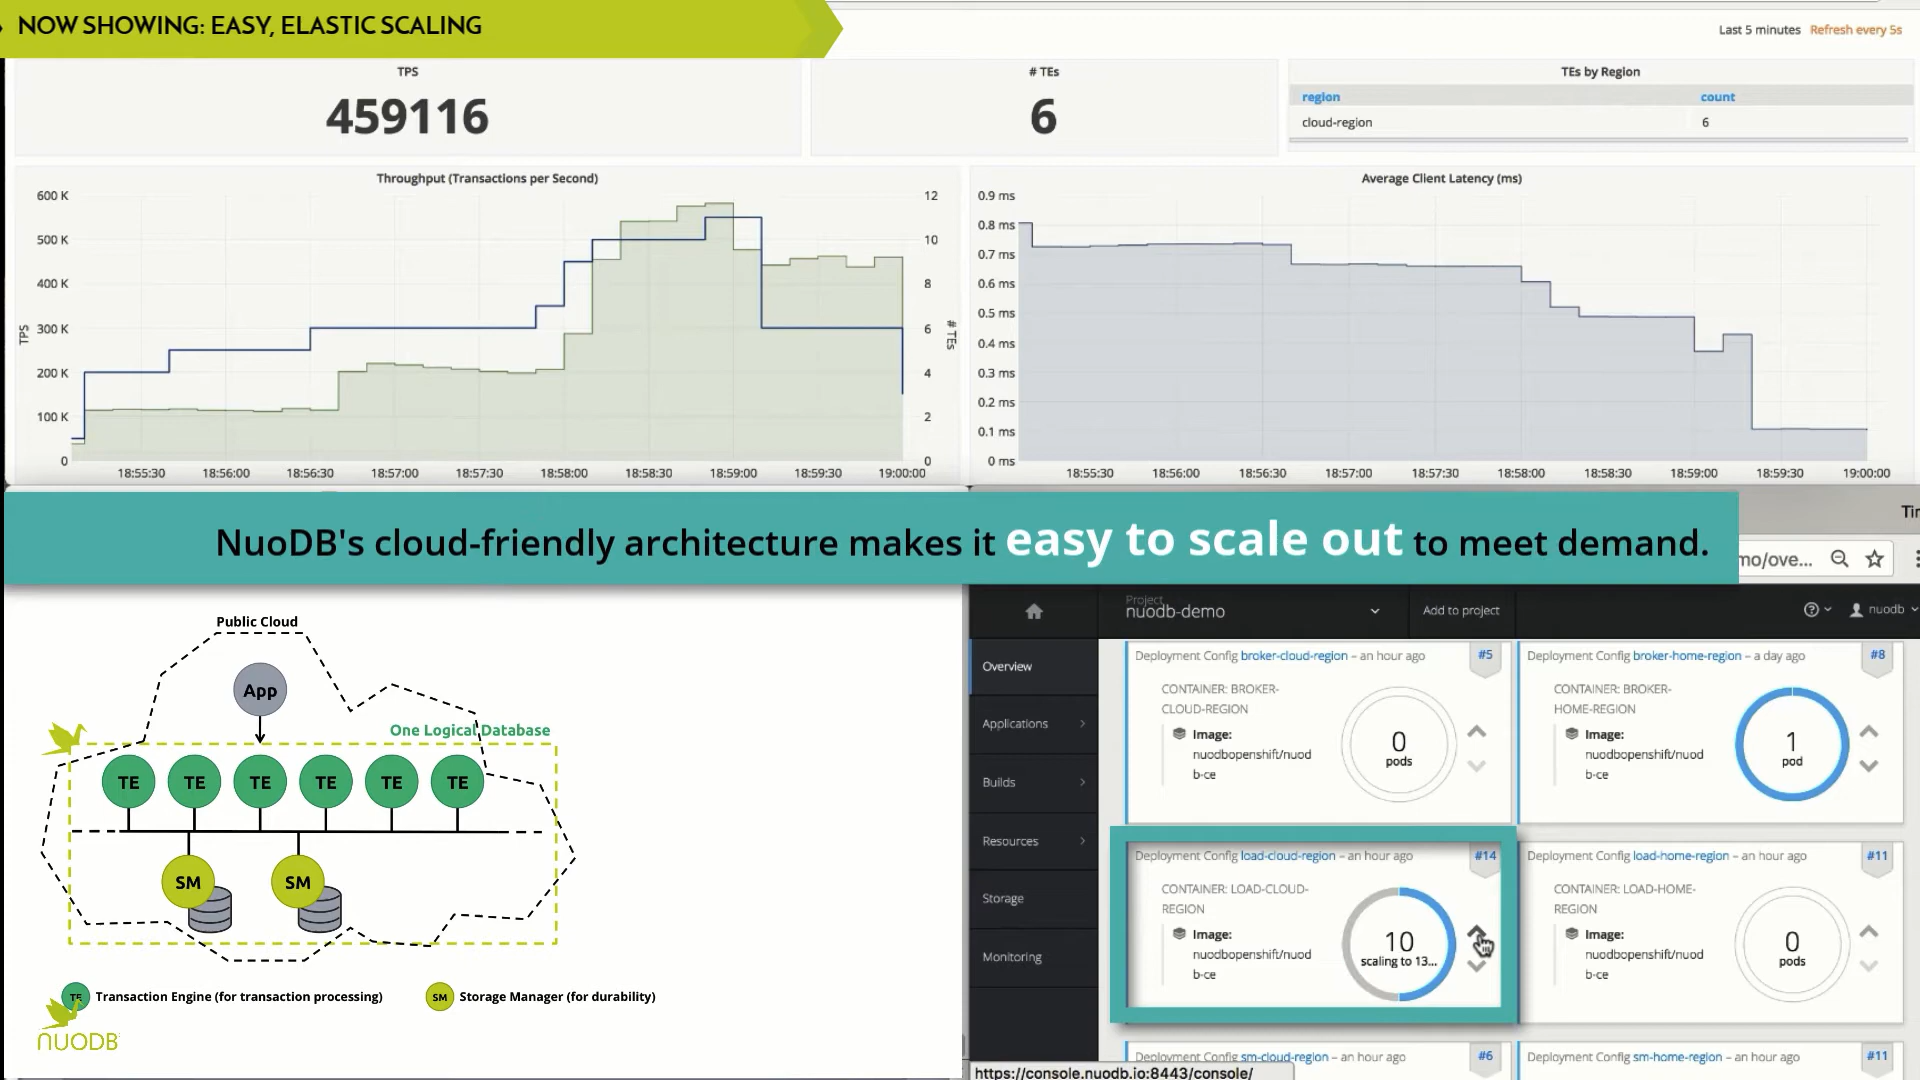 NOW SHOWING: EASY, ELASTIC SCALING
Last 5 minutes Refresh every 5s
TPS
459116
# TEs
6
TEs by Region
region count
cloud-region 6
Throughput (Transactions per Second)
600 K
500 K
400 K
300 K
200 K
100 K
0
TPS
12
10
8
6
4
2
0
# TEs
18:55:30 18:56:00 18:56:30 18:57:00 18:57:30 18:58:00 18:58:30 18:59:00 18:59:30 19:00:00
Average Client Latency (ms)
0.9 ms
0.8 ms
0.7 ms
0.6 ms
0.5 ms
0.4 ms
0.3 ms
0.2 ms
0.1 ms
0 ms
18:55:30 18:56:00 18:56:30 18:57:00 18:57:30 18:58:00 18:58:30 18:59:00 18:59:30 19:00:00
NuoDB's cloud-friendly architecture makes it easy to scale out to meet demand.
mo/ove...
Public Cloud
App
One Logical Database
TE TE TE TE TE TE
SM SM
TE Transaction Engine (for transaction processing) SM Storage Manager (for durability)
NUODB
Project
nuodb-demo
Add to project
nuodb
Overview
Applications
Builds
Resources
Storage
Monitoring
Deployment Config broker-cloud-region – an hour ago #5
CONTAINER: BROKER-
CLOUD-REGION
Image:
nuodbopenshift/nuod
b-ce
0
pods
Deployment Config broker-home-region – a day ago #8
CONTAINER: BROKER-
HOME-REGION
Image:
nuodbopenshift/nuod
b-ce
1
pod
Deployment Config load-cloud-region – an hour ago #14
CONTAINER: LOAD-CLOUD-
REGION
Image:
nuodbopenshift/nuod
b-ce
10
scaling to 13...
Deployment Config load-home-region – an hour ago #11
CONTAINER: LOAD-HOME-
REGION
Image:
nuodbopenshift/nuod
b-ce
0
pods
Deployment Config sm-cloud-region – an hour ago #6
Deployment Config sm-home-region – an hour ago #11
https://console.nuodb.io:8443/console/